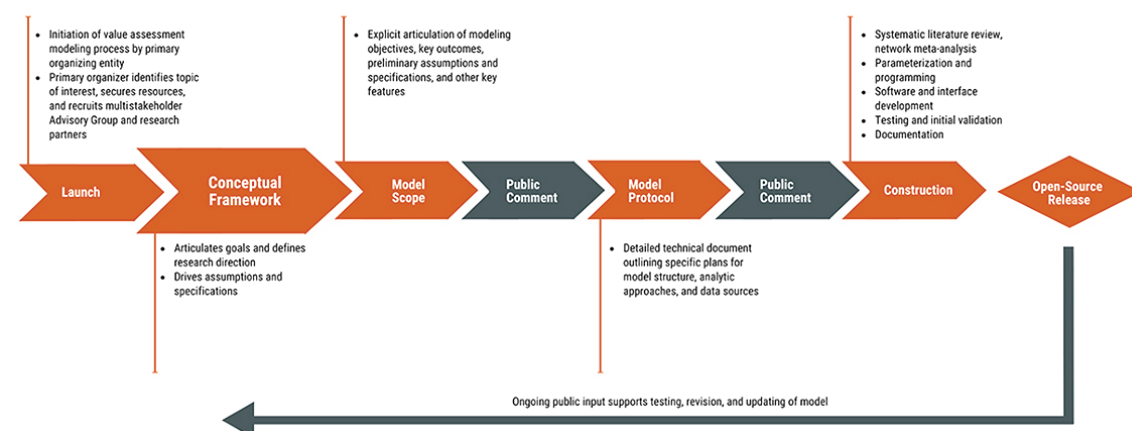 • Initiation of value assessment
modeling process by primary
organizing entity
• Primary organizer identifies topic
of interest, secures resources,
and recruits multistakeholder
Advisory Group and research
partners
• Explicit articulation of modeling
objectives, key outcomes,
preliminary assumptions and
specifications, and other key
features
• Systematic literature review,
network meta-analysis
• Parameterization and
programming
• Software and interface
development
• Testing and initial validation
• Documentation
Launch
Conceptual
Framework
Model
Scope
Public
Comment
Model
Protocol
Public
Comment
Construction
Open-Source
Release
• Articulates goals and defines
research direction
• Drives assumptions and
specifications
• Detailed technical document
outlining specific plans for
model structure, analytic
approaches, and data sources
Ongoing public input supports testing, revision, and updating of model